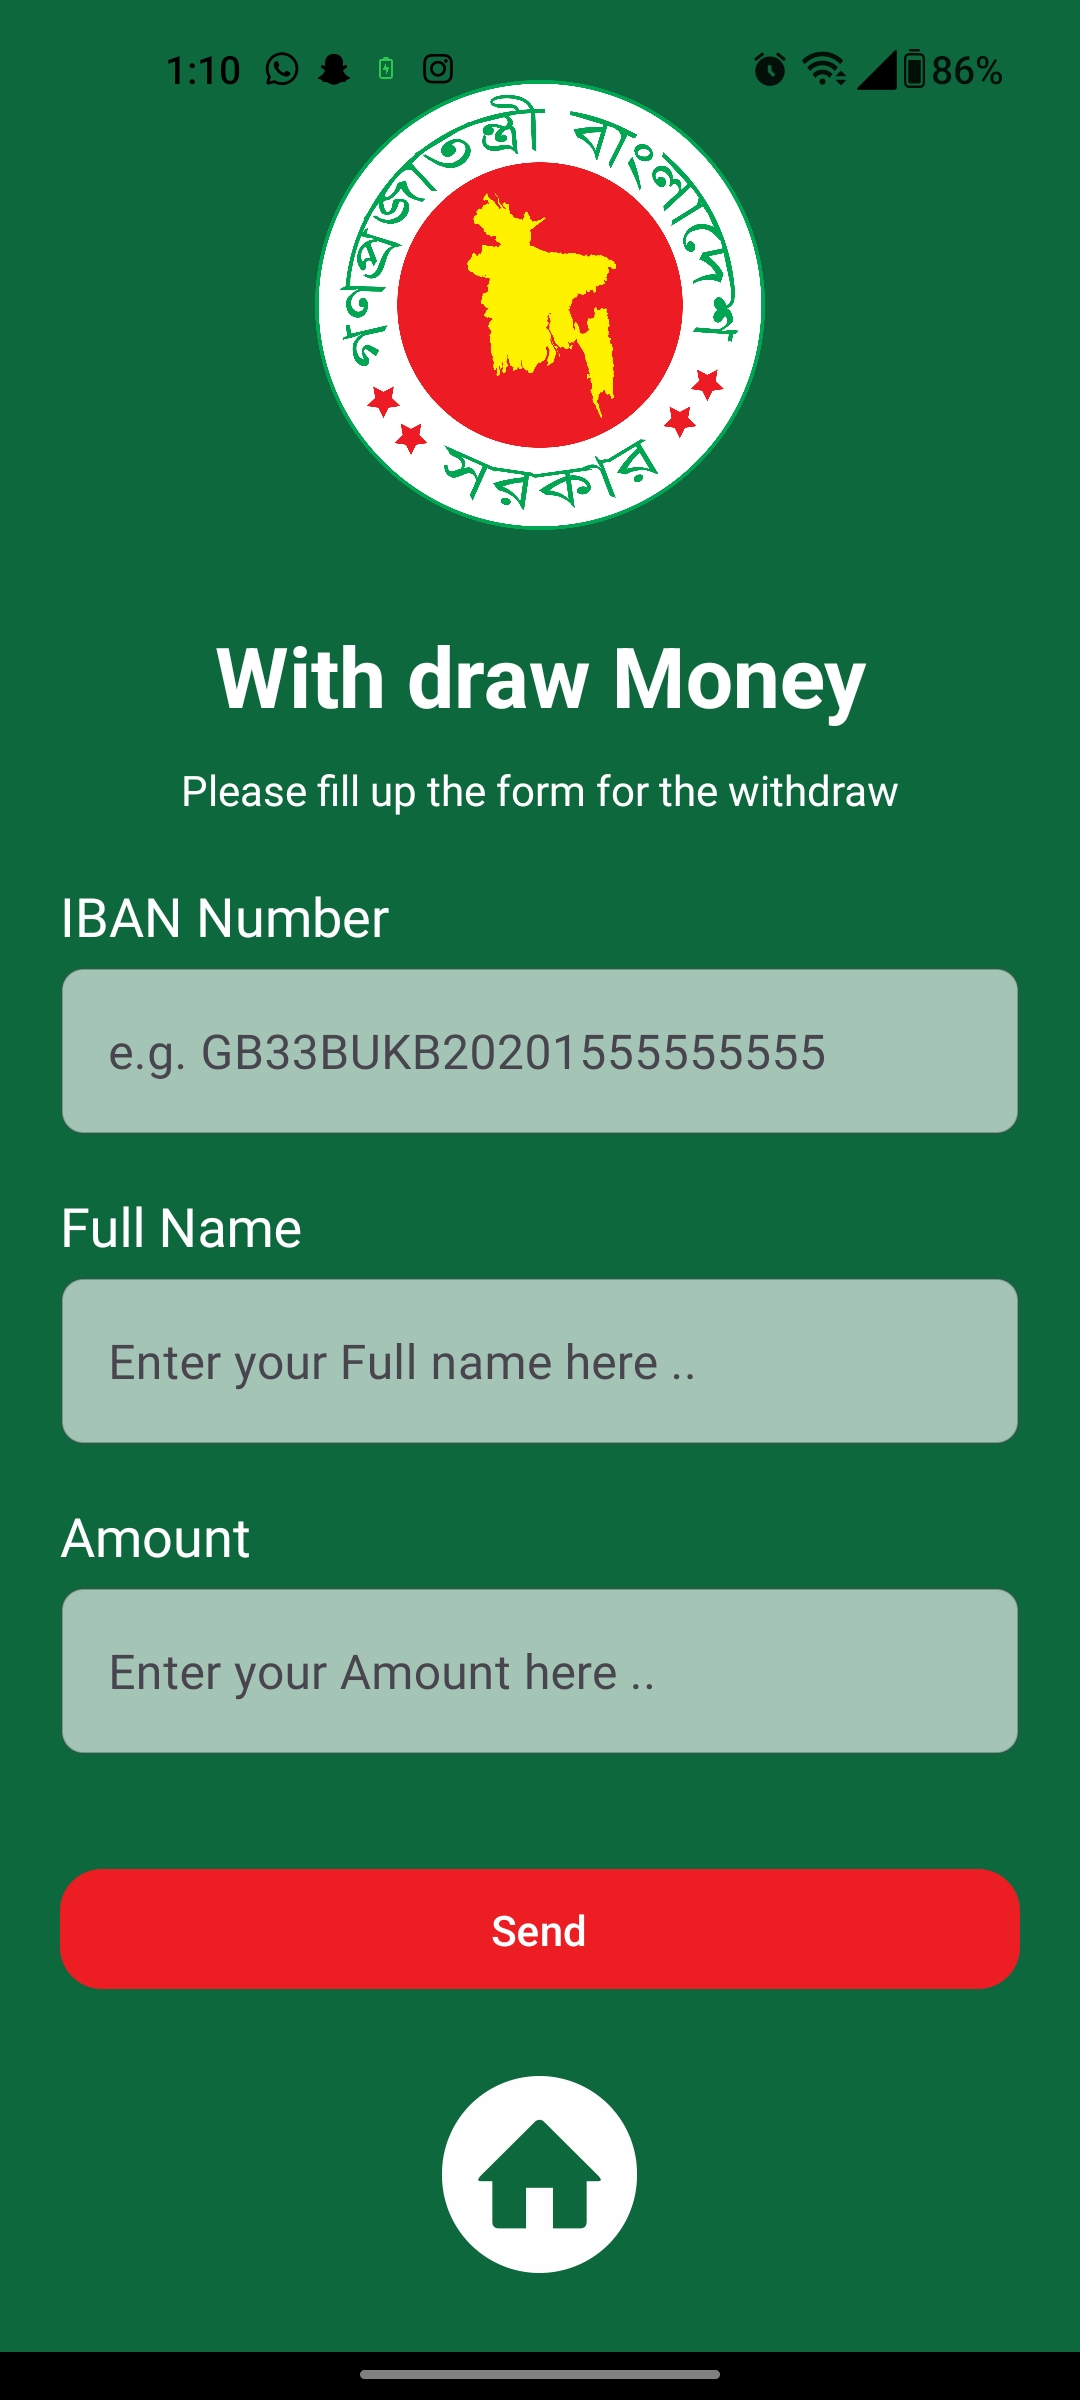 1:10
86%
গণপ্রজাতন্ত্রী বাংলাদেশ
সরকার
With draw Money
Please fill up the form for the withdraw
IBAN Number
e.g. GB33BUKB20201555555555
Full Name
Enter your Full name here ..
Amount
Enter your Amount here ..
Send